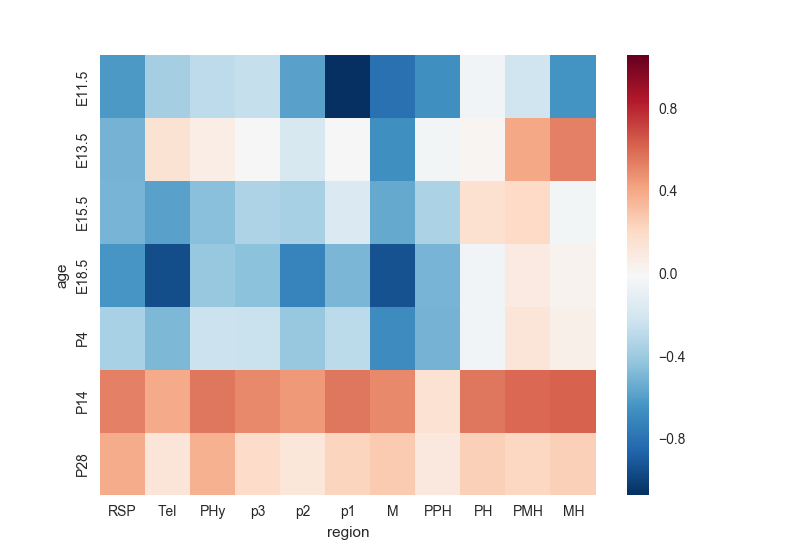 E11.5
E13.5
E15.5
E18.5
P4
P14
P28
age
RSP Tel PHy p3 p2 p1 M PPH PH PMH MH
region
0.8
0.4
0.0
−0.4
−0.8